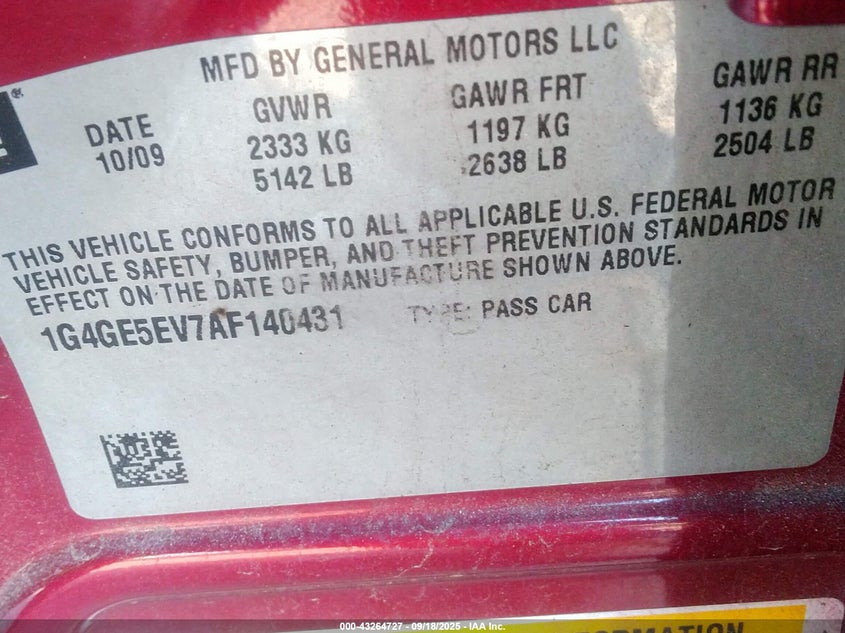 MFD BY GENERAL MOTORS LLC
DATE GVWR GAWR FRT GAWR RR
10/09 2333 KG 1197 KG 1136 KG
5142 LB 2638 LB 2504 LB
THIS VEHICLE CONFORMS TO ALL APPLICABLE U.S. FEDERAL MOTOR
VEHICLE SAFETY, BUMPER, AND THEFT PREVENTION STANDARDS IN
EFFECT ON THE DATE OF MANUFACTURE SHOWN ABOVE.
1G4GE5EV7AF140431 TYPE: PASS CAR
000-43264727 - 09/18/2025 - IAA Inc.